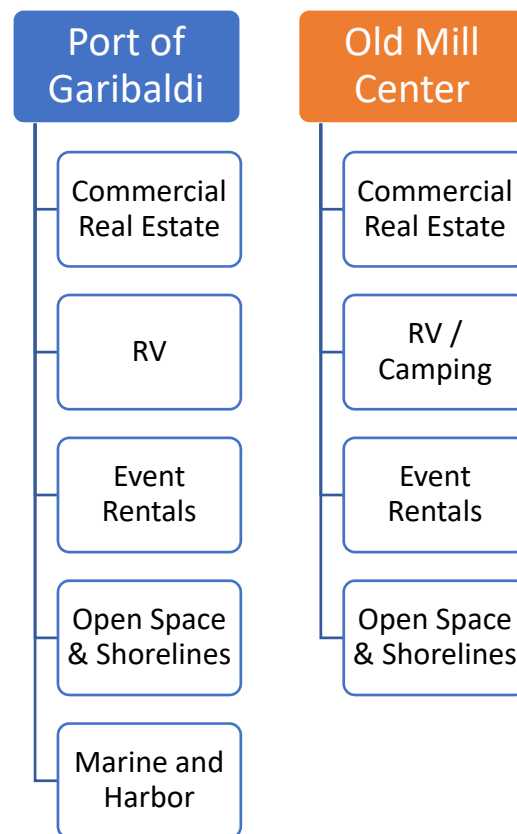 Port of
Garibaldi
Commercial
Real Estate
RV
Event
Rentals
Open Space
& Shorelines
Marine and
Harbor
Old Mill
Center
Commercial
Real Estate
RV /
Camping
Event
Rentals
Open Space
& Shorelines